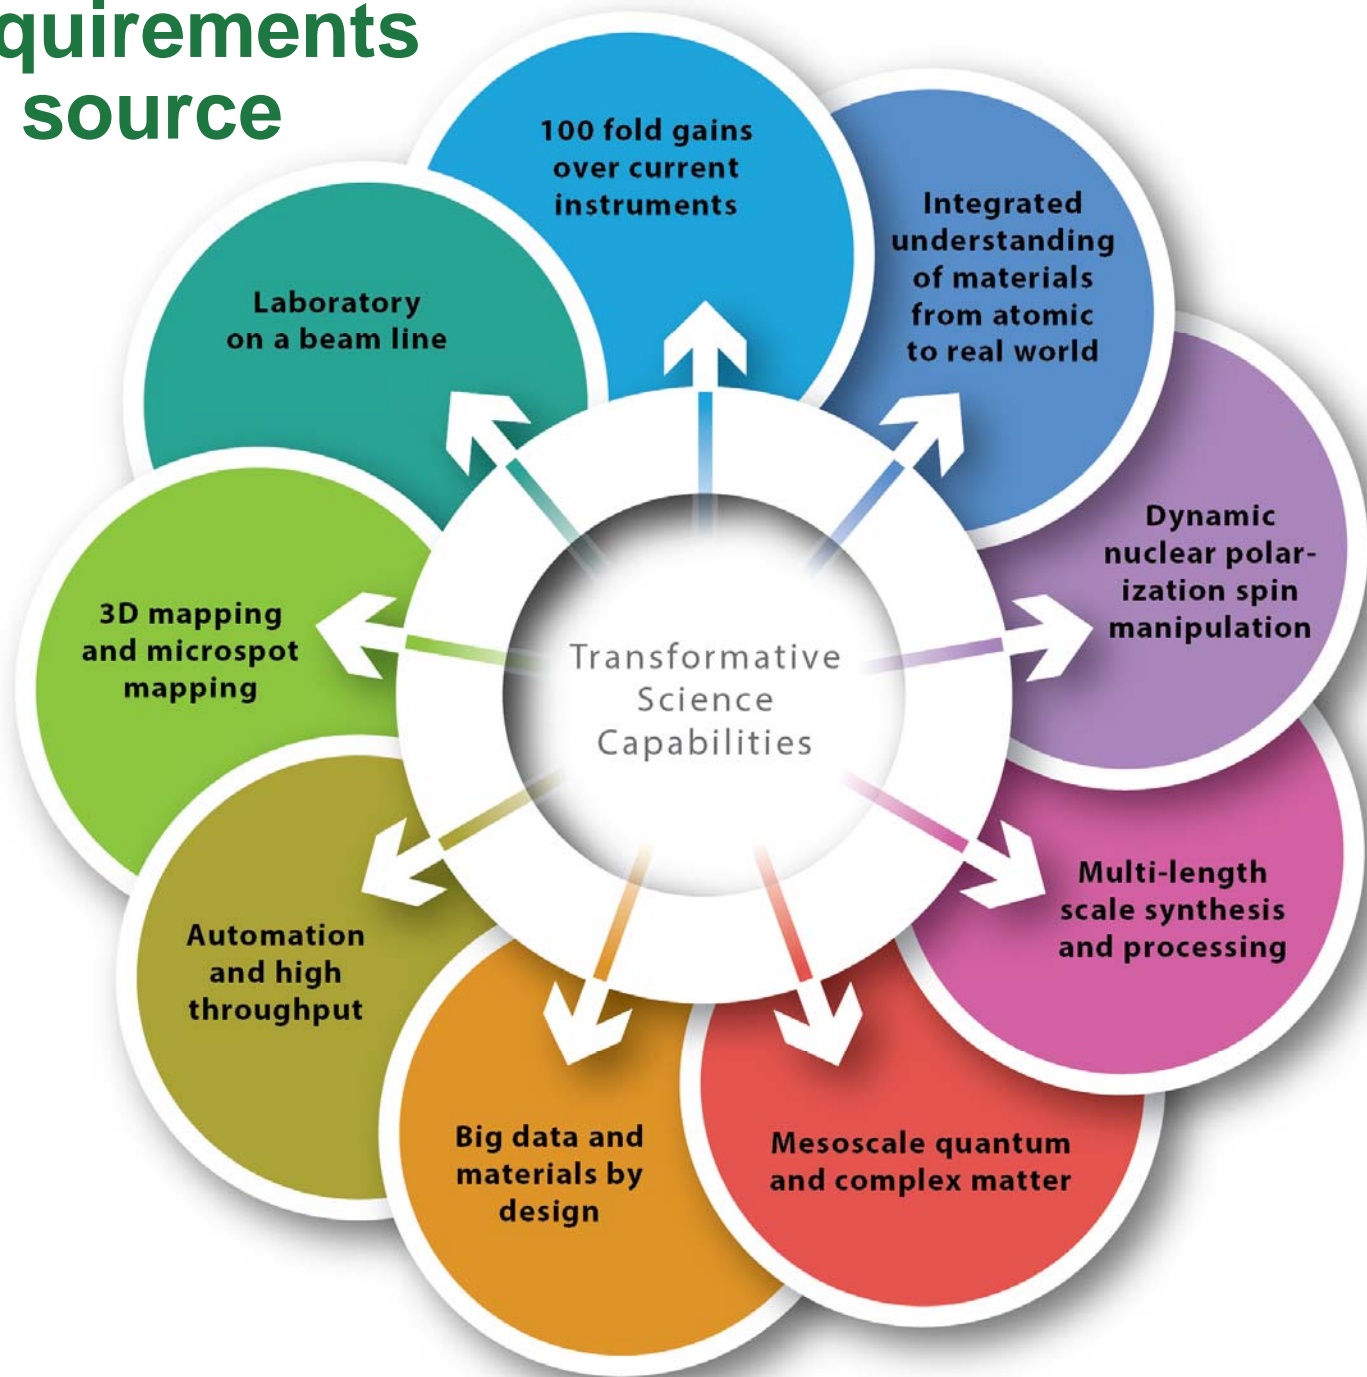 quirements
source
100 fold gains
over current
instruments
Integrated
understanding
of materials
from atomic
to real world
Dynamic
nuclear polar-
ization spin
manipulation
Multi-length
scale synthesis
and processing
Mesoscale quantum
and complex matter
Big data and
materials by
design
Automation
and high
throughput
3D mapping
and microspot
mapping
Laboratory
on a beam line
Transformative
Science
Capabilities